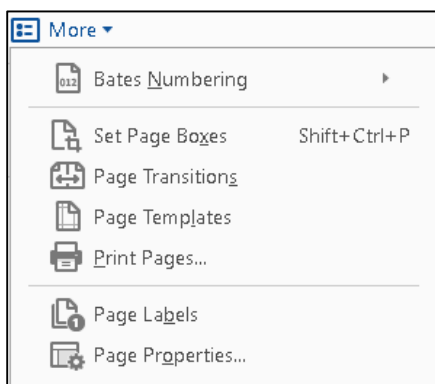 More
012 Bates Numbering
Set Page Boxes Shift+Ctrl+P
Page Transitions
Page Templates
Print Pages...
1 Page Labels
Page Properties...